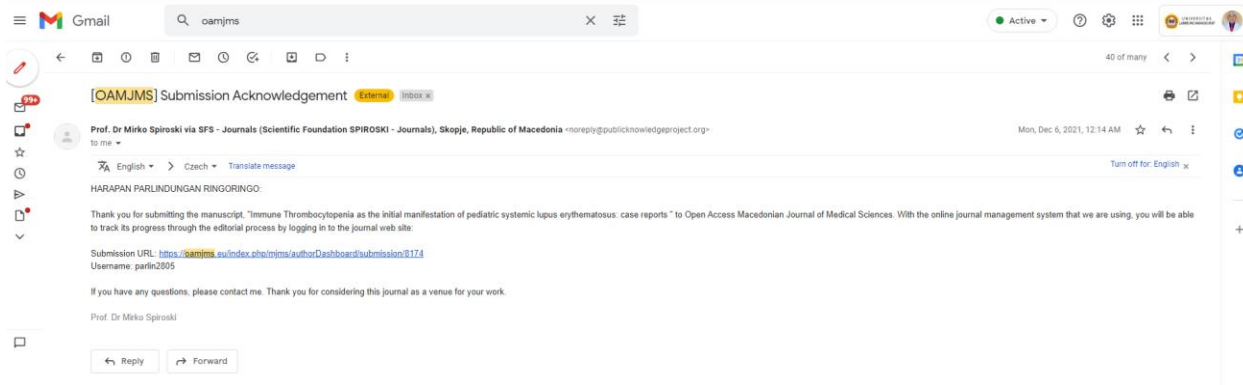 Gmail
oamjms
Active
UNIVERSITAS
40 of many
99+
[OAMJMS] Submission Acknowledgement External Inbox x
Prof. Dr Mirko Spiroski via SFS - Journals (Scientific Foundation SPIROSKI - Journals), Skopje, Republic of Macedonia <noreply@publicknowledgeproject.org>
Mon, Dec 6, 2021, 12:14 AM
to me
English > Czech Translate message
Turn off for: English x
HARAPAN PARLINDUNGAN RINGORINGO:
Thank you for submitting the manuscript, "Immune Thrombocytopenia as the initial manifestation of pediatric systemic lupus erythematosus: case reports " to Open Access Macedonian Journal of Medical Sciences. With the online journal management system that we are using, you will be able
to track its progress through the editorial process by logging in to the journal web site:
Submission URL: https://oamjms.eu/index.php/mjms/authorDashboard/submission/8174
Username: parlin2805
If you have any questions, please contact me. Thank you for considering this journal as a venue for your work.
Prof. Dr Mirko Spiroski
Reply
Forward